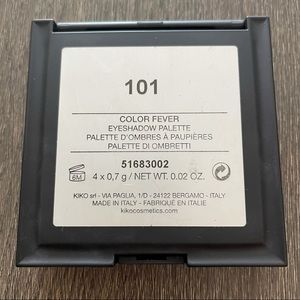 101
COLOR FEVER
EYESHADOW PALETTE
PALETTE D'OMBRES À PAUPIÈRES
PALETTE DI OMBRETTI
51683002
6M
4 x 0,7 g / NET WT. 0.02 OZ.
KIKO srl - VIA PAGLIA, 1/D - 24122 BERGAMO - ITALY
MADE IN ITALY - FABRIQUÉ EN ITALIE
kikocosmetics.com